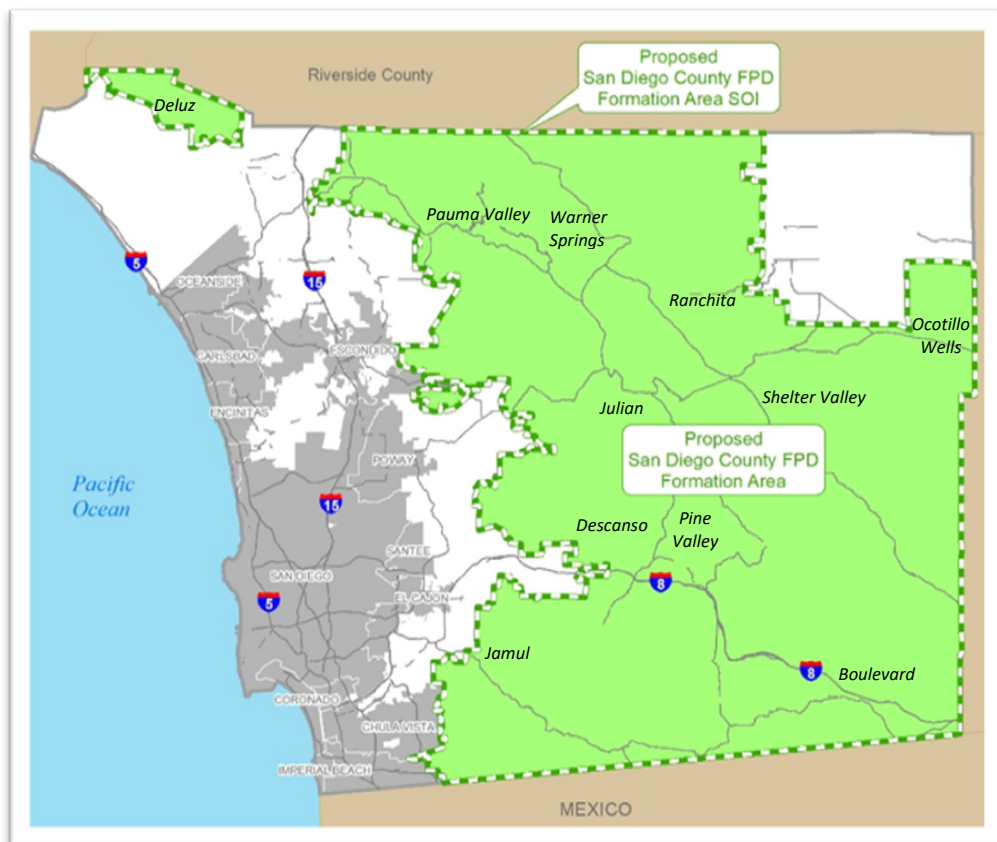 Proposed
San Diego County FPD
Formation Area SOI
Riverside County
Deluz
Pauma Valley
Warner
Springs
5
OCEANSIDE
15
Ranchita
Ocotillo
Wells
CARLSBAD
ESCONDIDO
ENCINITAS
Julian
Shelter Valley
Proposed
San Diego County FPD
Formation Area
POWAY
Pacific
Ocean
15
Descanso
Pine
Valley
SANTEE
SAN DIEGO
8
5
EL CAJON
Jamul
8
Boulevard
CORONADO
CHULA VISTA
IMPERIAL BEACH
MEXICO